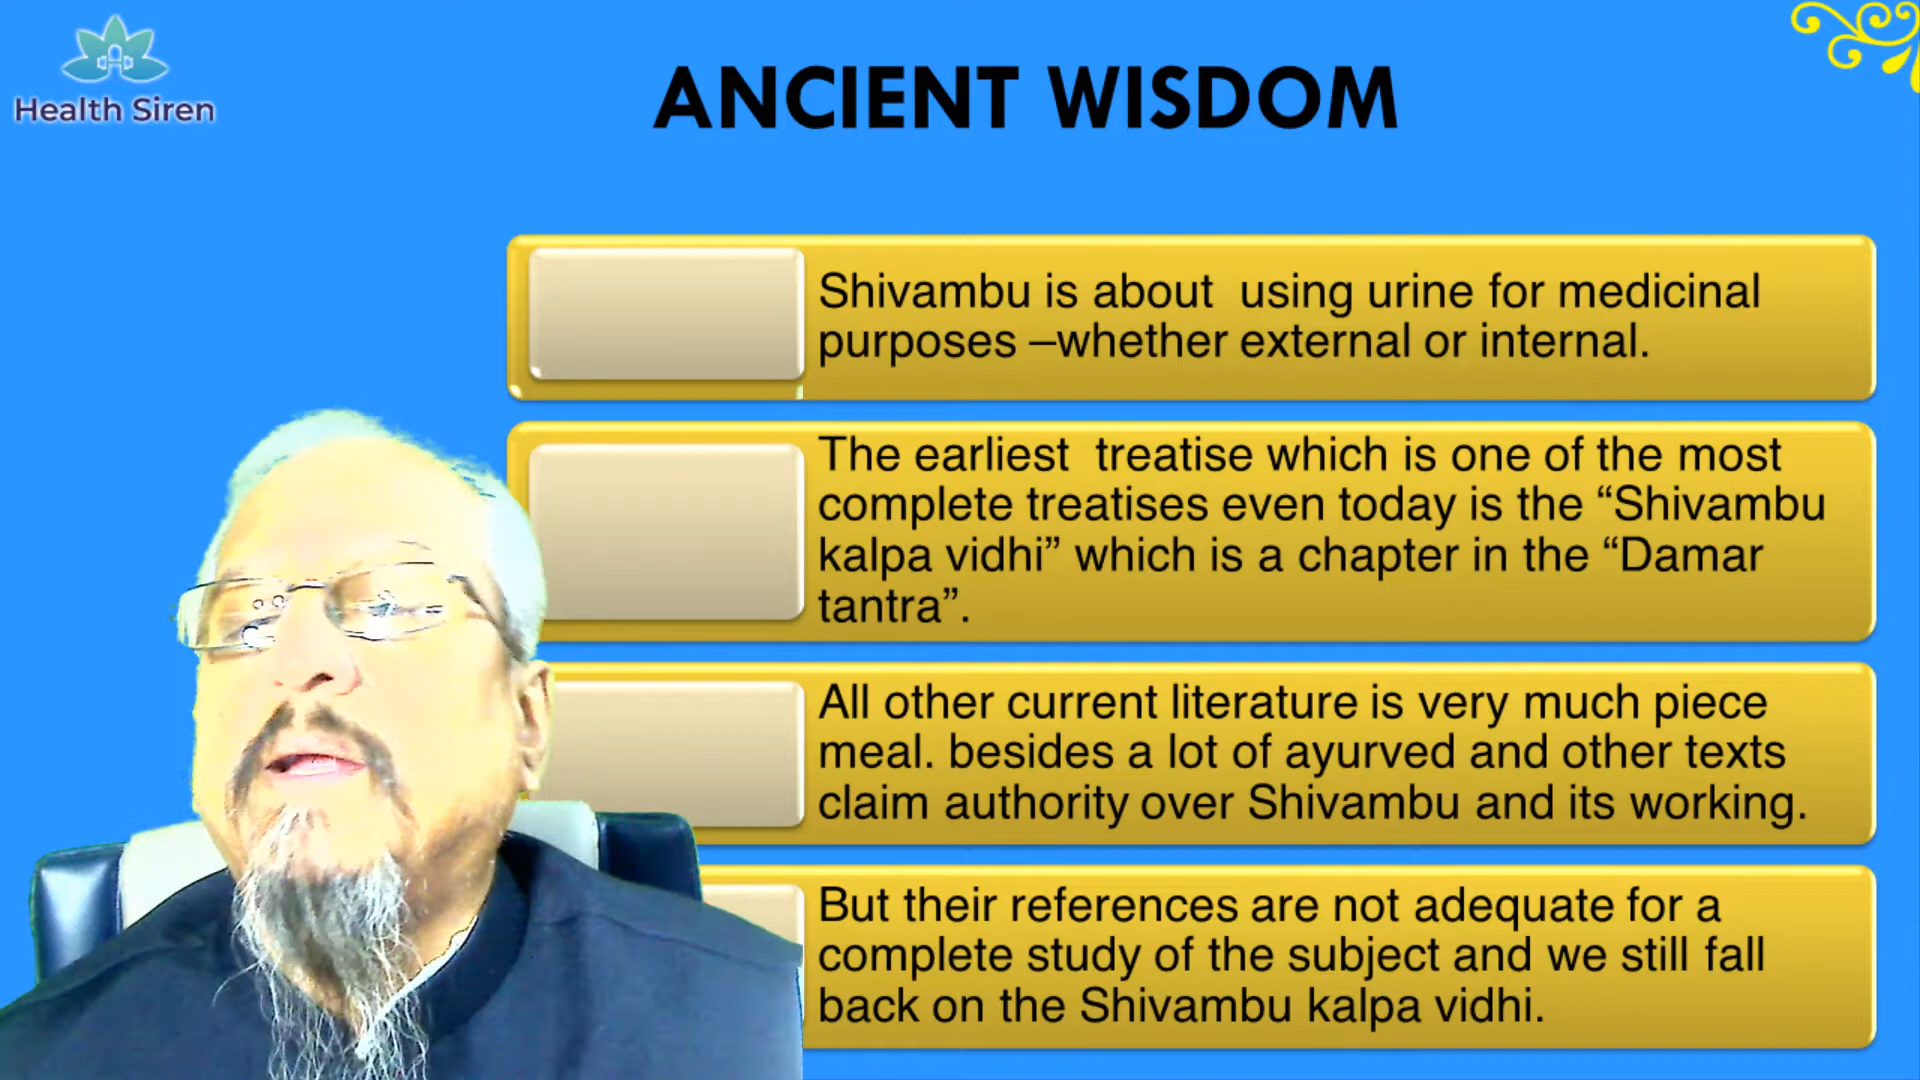 Health Siren
ANCIENT WISDOM
Shivambu is about  using urine for medicinal
purposes –whether external or internal.
The earliest  treatise which is one of the most
complete treatises even today is the “Shivambu
kalpa vidhi” which is a chapter in the “Damar
tantra”.
All other current literature is very much piece
meal. besides a lot of ayurved and other texts
claim authority over Shivambu and its working.
But their references are not adequate for a
complete study of the subject and we still fall
back on the Shivambu kalpa vidhi.